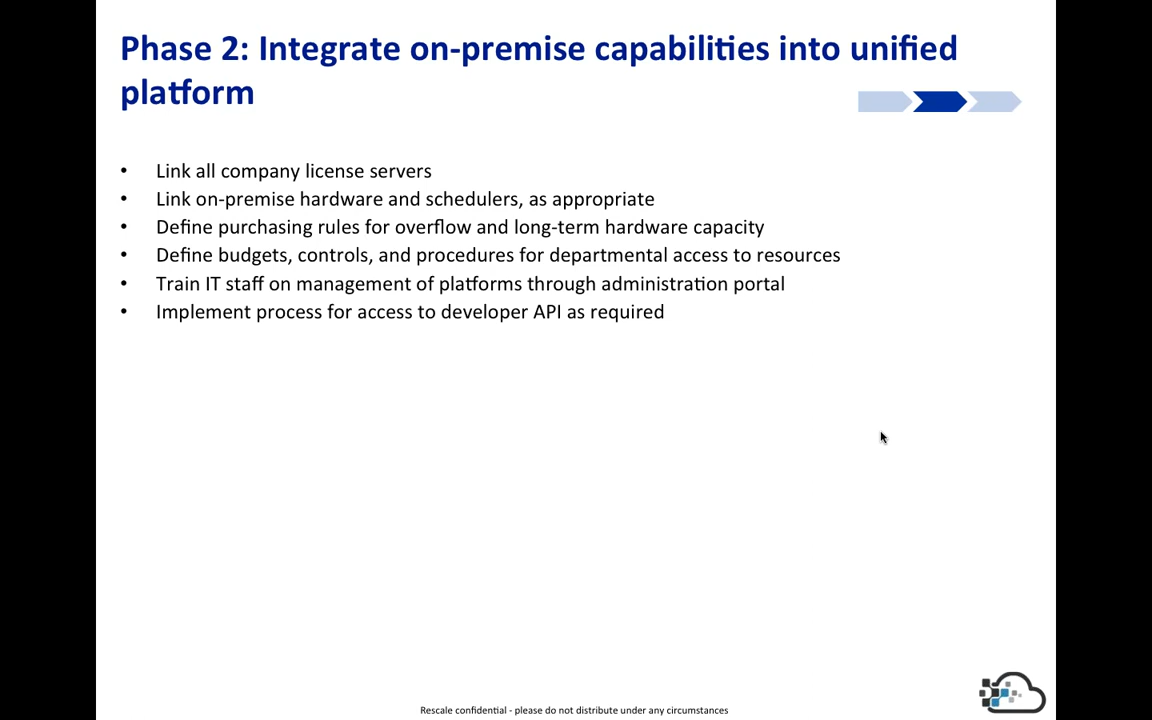 Phase 2: Integrate on-premise capabilities into unified
platform
• Link all company license servers
• Link on-premise hardware and schedulers, as appropriate
• Define purchasing rules for overflow and long-term hardware capacity
• Define budgets, controls, and procedures for departmental access to resources
• Train IT staff on management of platforms through administration portal
• Implement process for access to developer API as required
Rescale confidential - please do not distribute under any circumstances